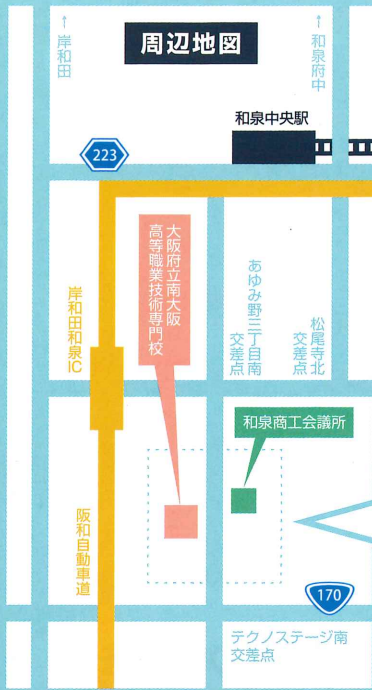 ↑岸和田
周辺地図
↑和泉府中
和泉中央駅
223
大阪府立南大阪
高等職業技術専門校
岸和田和泉IC
あゆみ野三丁目南
交差点
松尾寺北
交差点
和泉商工会議所
阪和自動車道
170
テクノステージ南
交差点